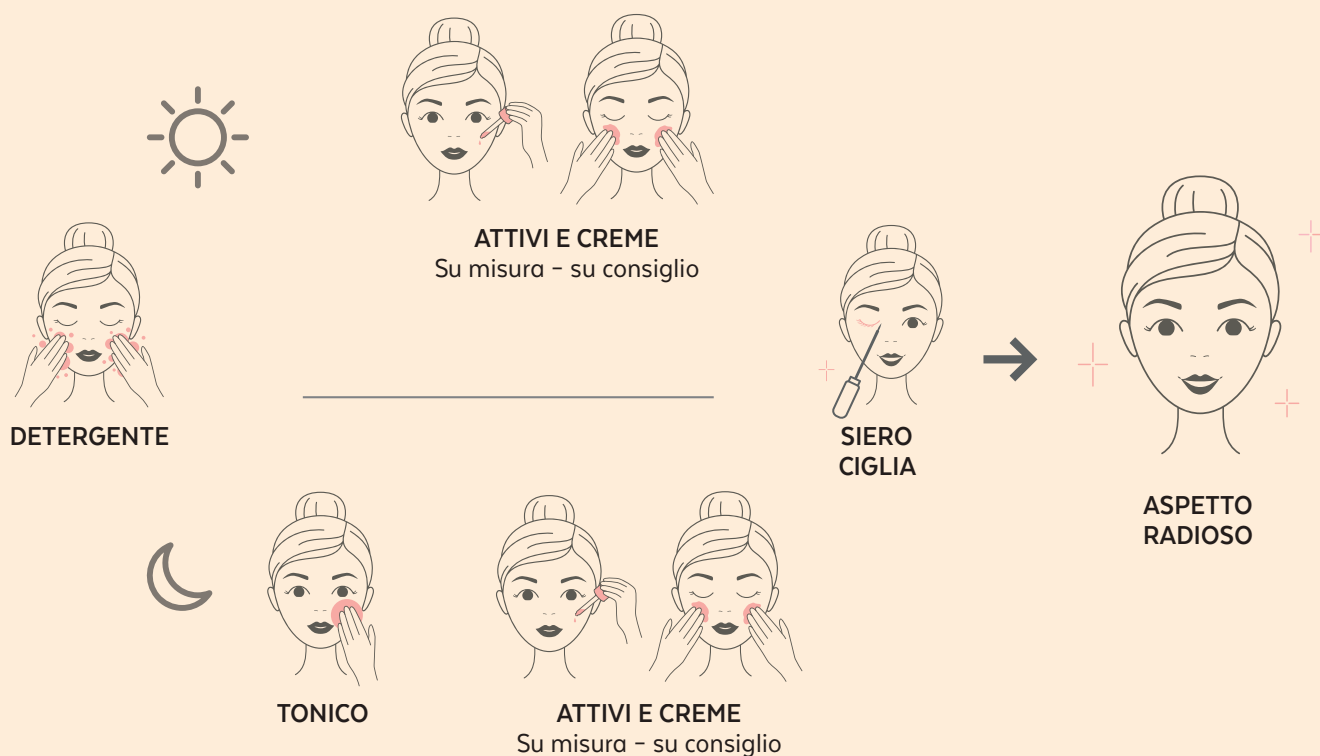 DETERGENTE
ATTIVI E CREME
Su misura – su consiglio
TONICO
ATTIVI E CREME
Su misura – su consiglio
SIERO
CIGLIA
ASPETTO
RADIOSO